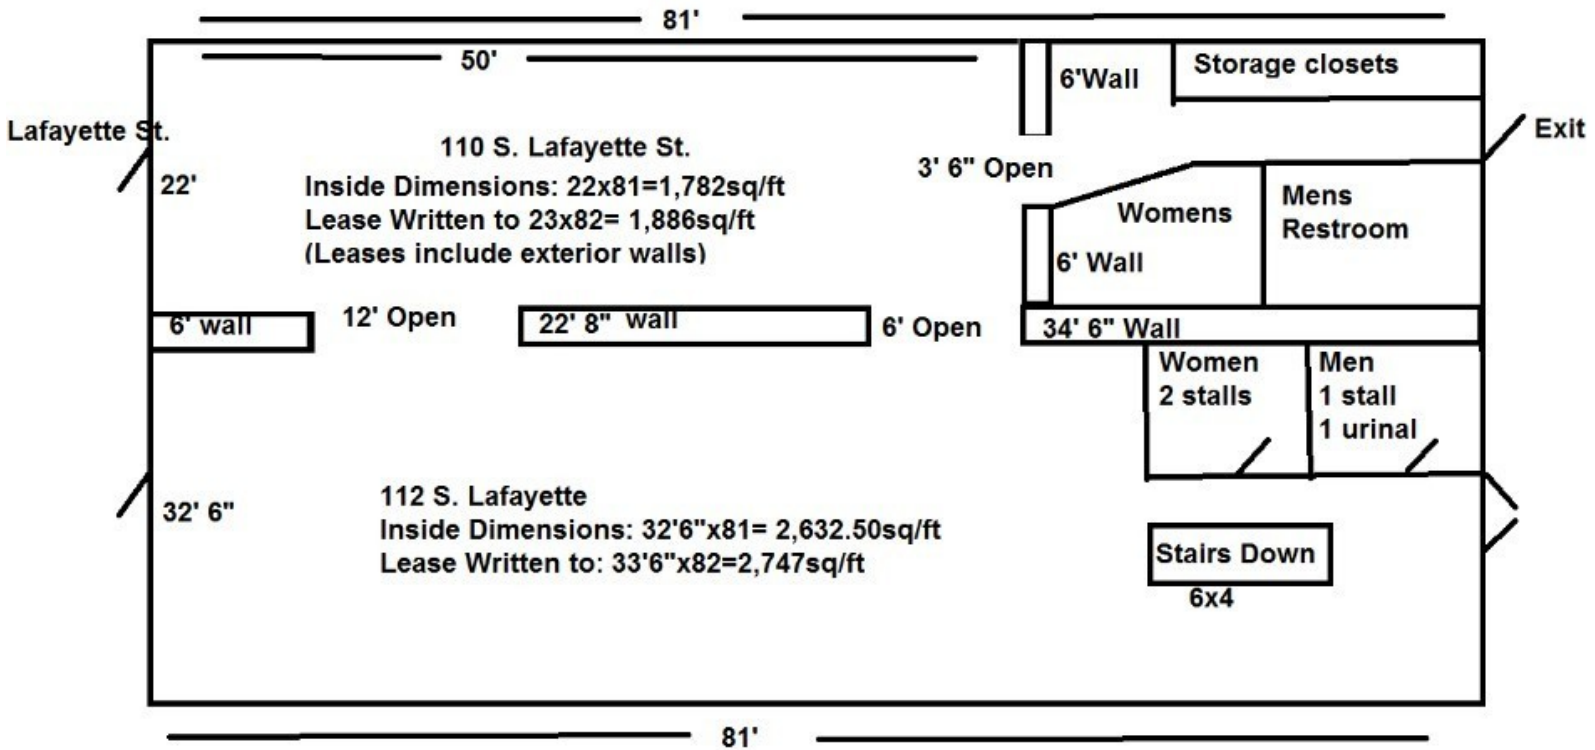 81'
50'
6'Wall
Storage closets
Lafayette St.
Exit
110 S. Lafayette St.
3' 6" Open
22'
Inside Dimensions: 22x81=1,782sq/ft
Lease Written to 23x82= 1,886sq/ft
(Leases include exterior walls)
Womens
Mens
Restroom
6' Wall
6' wall
12' Open
22' 8" wall
6' Open
34' 6" Wall
Women
2 stalls
Men
1 stall
1 urinal
32' 6"
112 S. Lafayette
Inside Dimensions: 32'6"x81= 2,632.50sq/ft
Lease Written to: 33'6"x82=2,747sq/ft
Stairs Down
6x4
81'